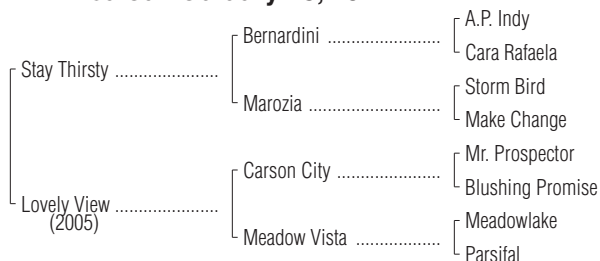 Bernardini ........................
A.P. Indy
Cara Rafaela
Stay Thirsty .....................
Marozia ...........................
Storm Bird
Make Change
Carson City .....................
Mr. Prospector
Blushing Promise
Lovely View .....................
(2005)
Meadow Vista .................
Meadowlake
Parsifal